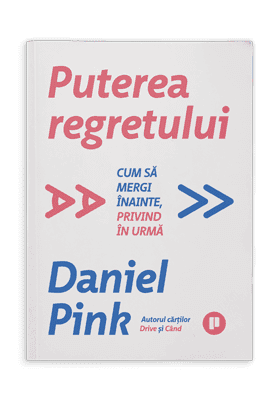 Puterea
regretului
CUM SĂ
MERGI
ÎNAINTE,
PRIVIND
ÎN URMĂ
Daniel
Pink
Autorul cărților
Drive și Când